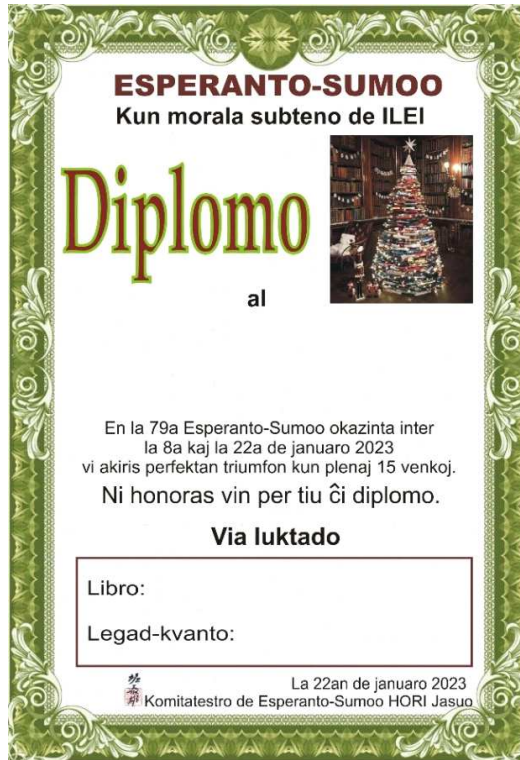 ESPERANTO-SUMOO
Kun morala subteno de ILEI
Diplomo
al
En la 79a Esperanto-Sumoo okazinta inter
la 8a kaj la 22a de januaro 2023
vi akiris perfektan triumfon kun plenaj 15 venkoj.
Ni honoras vin per tiu ĉi diplomo.
Via luktado
Libro:
Legad-kvanto:
La 22an de januaro 2023
Komitatestro de Esperanto-Sumoo HORI Jasuo